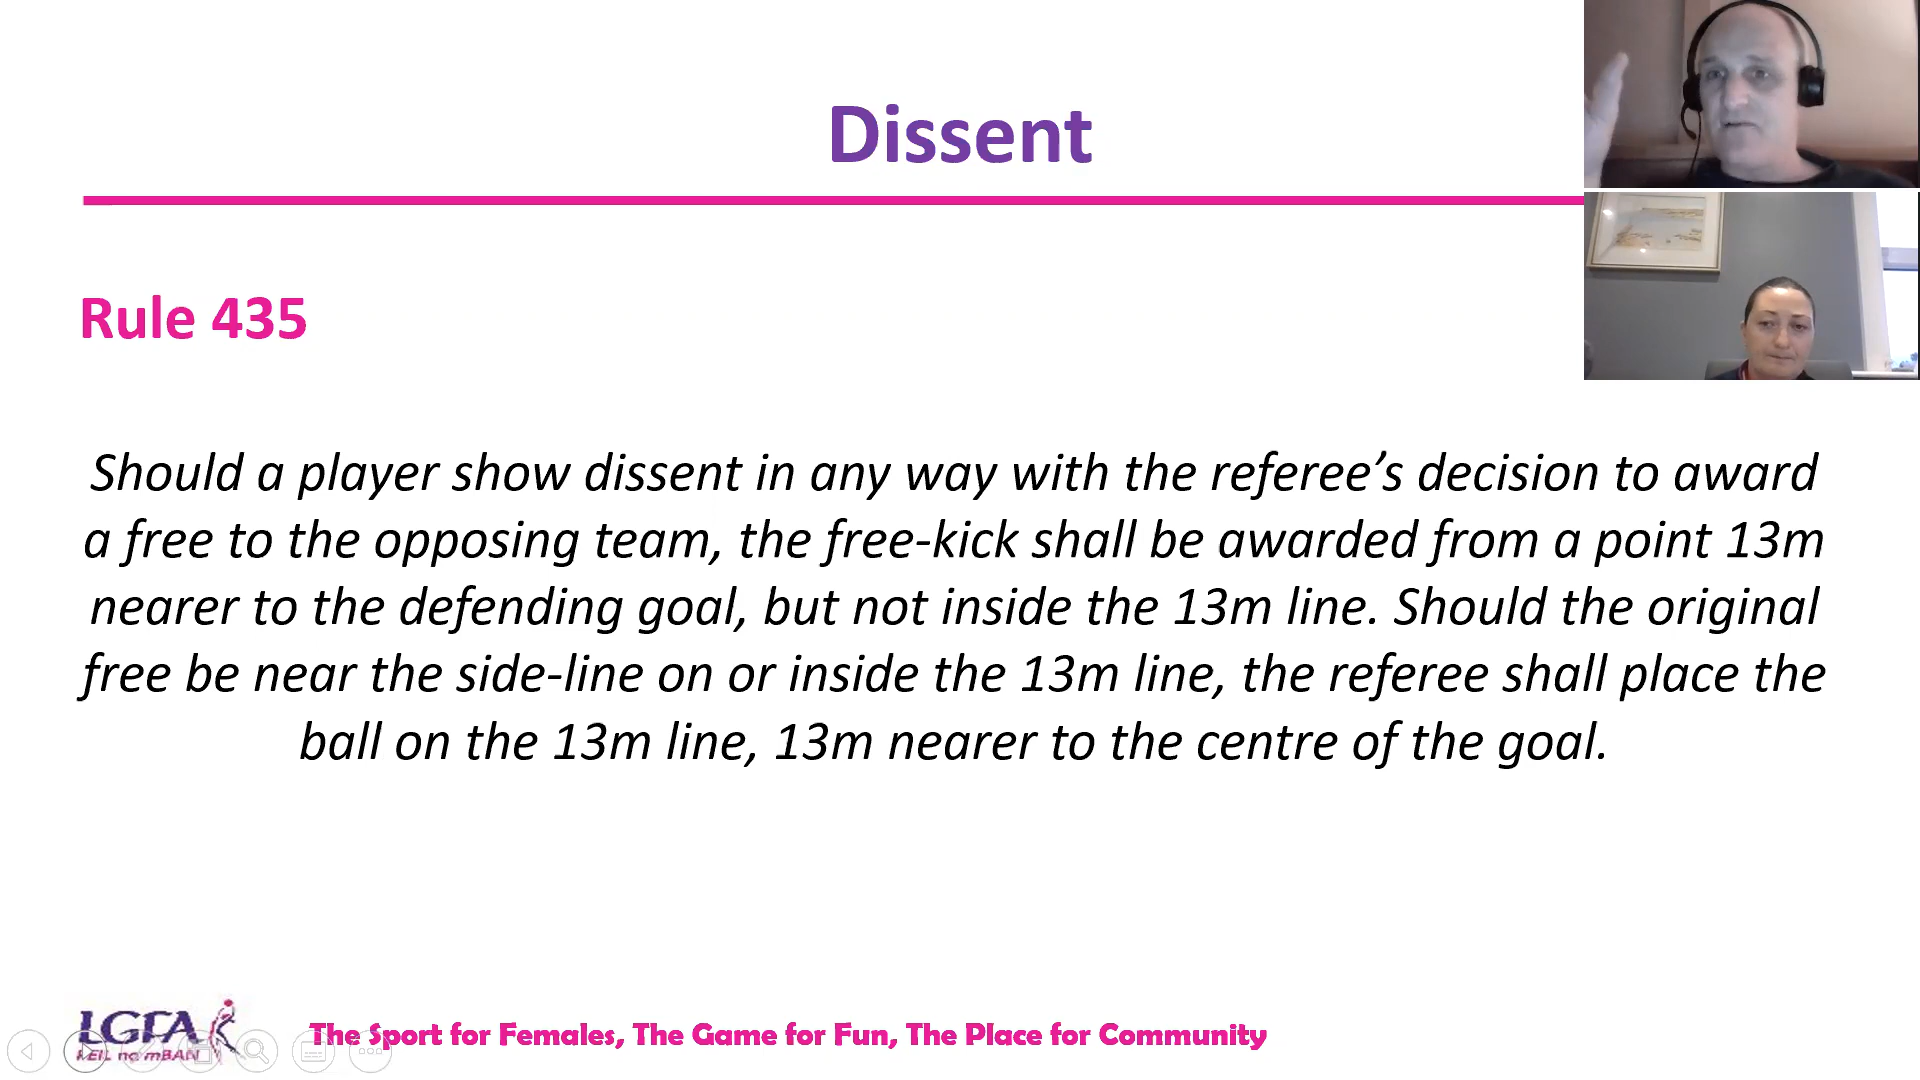 Dissent
Rule 435
Should a player show dissent in any way with the referee’s decision to award
a free to the opposing team, the free-kick shall be awarded from a point 13m
nearer to the defending goal, but not inside the 13m line. Should the original
free be near the side-line on or inside the 13m line, the referee shall place the
ball on the 13m line, 13m nearer to the centre of the goal.
LGFA
PEIL na mBAN
The Sport for Females, The Game for Fun, The Place for Community